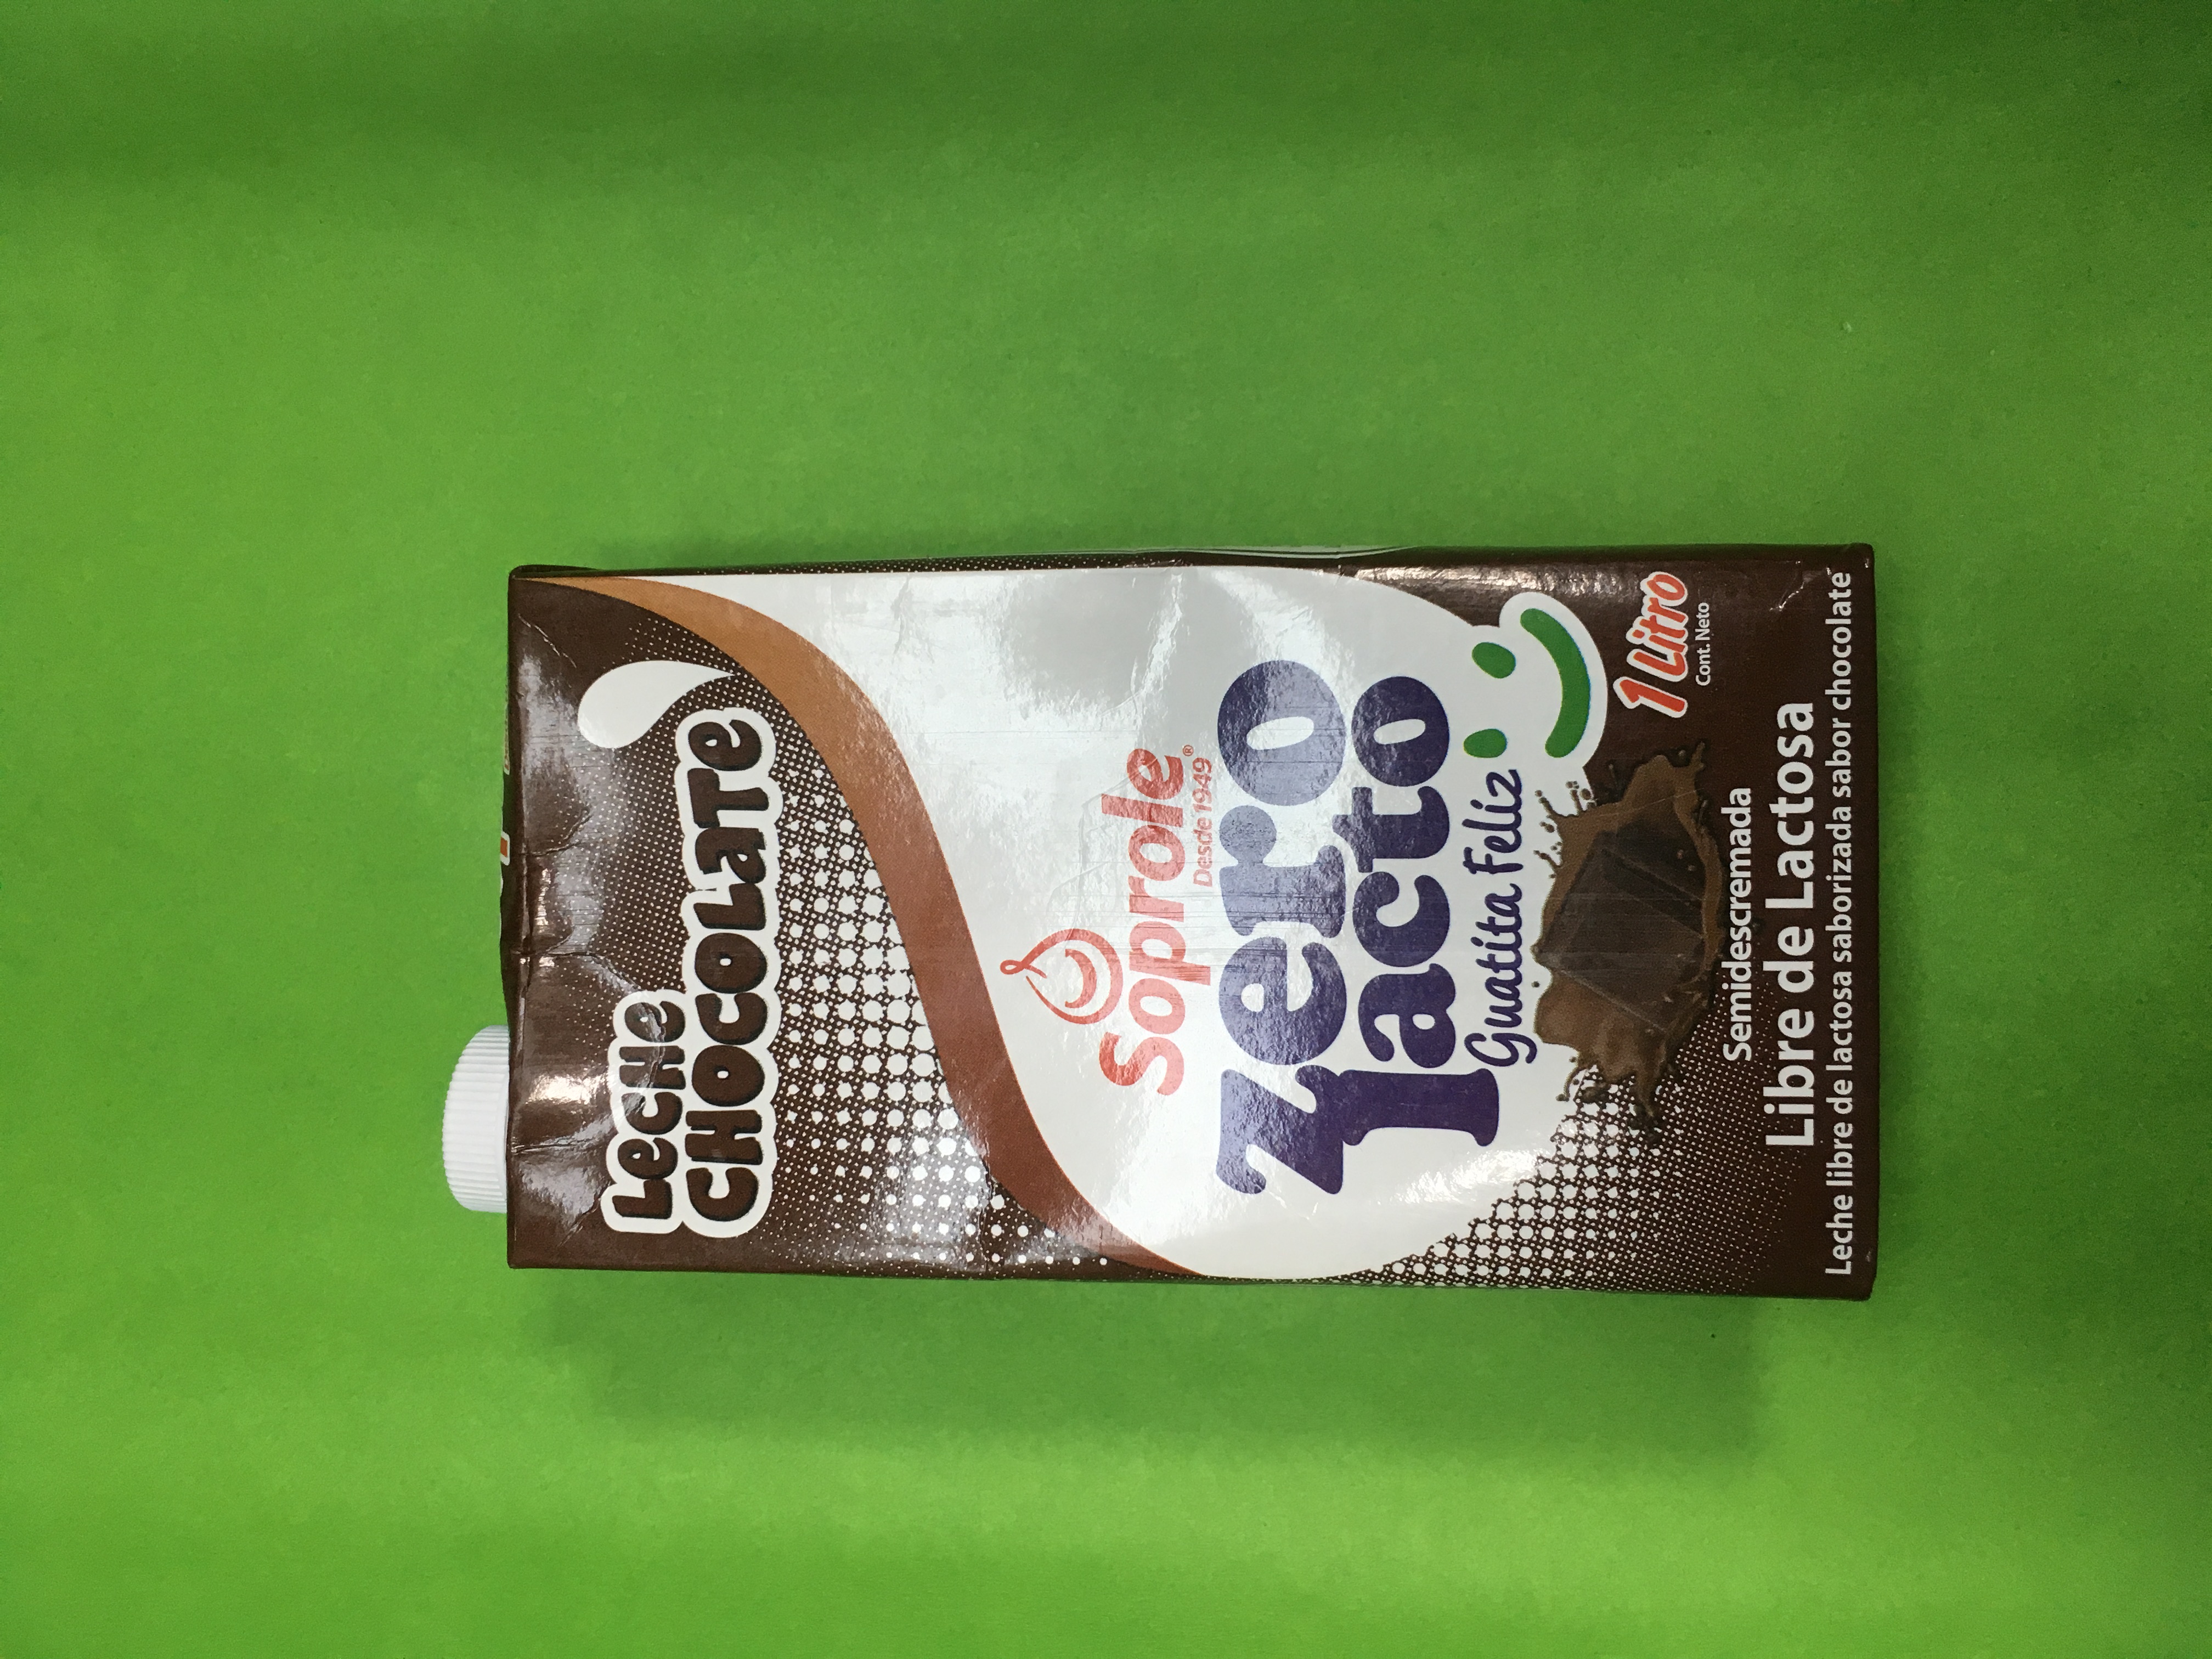 Leche
CHOCOLaTe
Soprole®
Desde 1949
zero
lacto
Guatita Feliz
1 Litro
Cont. Neto
Semidescremada
Libre de Lactosa
Leche libre de lactosa saborizada sabor chocolate